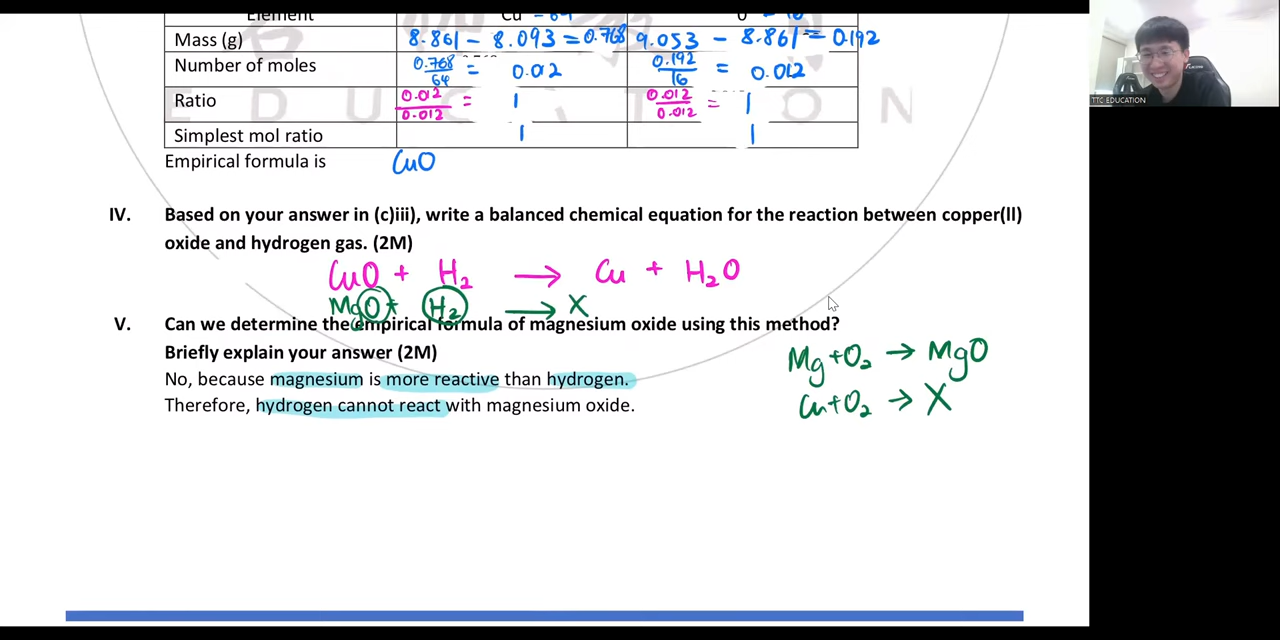 Element Cu = 64 O = 16
Mass (g) 8.861 - 8.093 = 0.768 9.053 - 8.861 = 0.192
Number of moles 0.768/64 = 0.012 0.192/16 = 0.012
Ratio 0.012/0.012 = 1 0.012/0.012 = 1
Simplest mol ratio 1 1
Empirical formula is CuO
EDUCATION
IV. Based on your answer in (c)iii), write a balanced chemical equation for the reaction between copper(ll)
oxide and hydrogen gas. (2M)
CuO + H2 → Cu + H2O
MgO + H2 → X
V. Can we determine the empirical formula of magnesium oxide using this method?
Briefly explain your answer (2M)
No, because magnesium is more reactive than hydrogen.
Therefore, hydrogen cannot react with magnesium oxide.
Mg + O2 → MgO
Cu + O2 → X
TTC EDUCATION